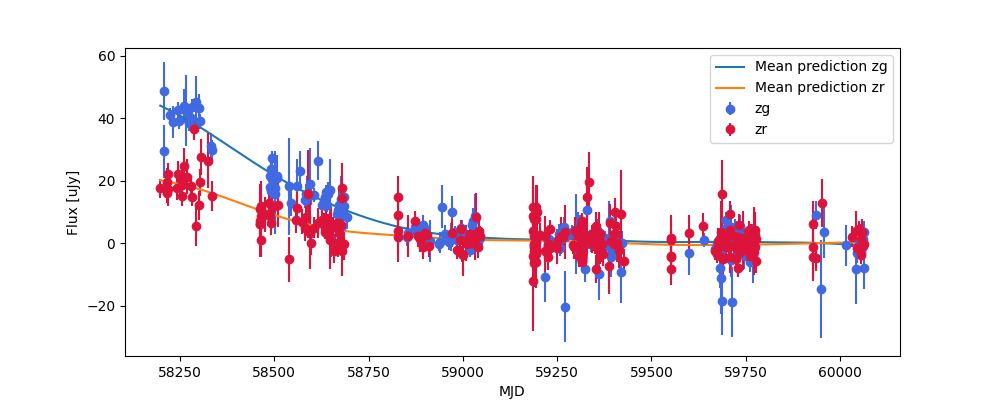 60
40
20
0
−20
Flux [uJy]
58250 58500 58750 59000 59250 59500 59750 60000
MJD
Mean prediction zg
Mean prediction zr
zg
zr